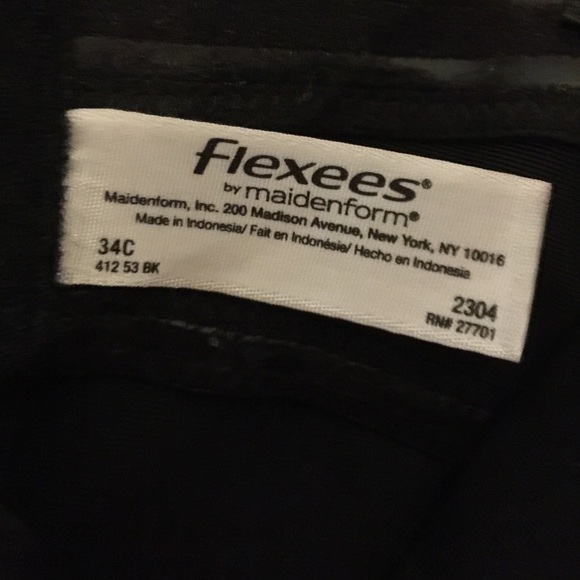 flexees®
by maidenform®
Maidenform, Inc. 200 Madison Avenue, New York, NY 10016
Made in Indonesia/ Fait en Indonésie/ Hecho en Indonesia
34C
412 53 BK
2304
RN# 27701